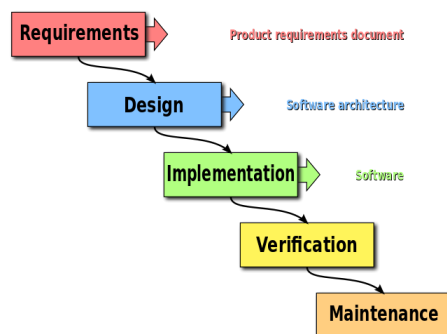 Requirements
Product requirements document
Design
Software architecture
Implementation
Software
Verification
Maintenance